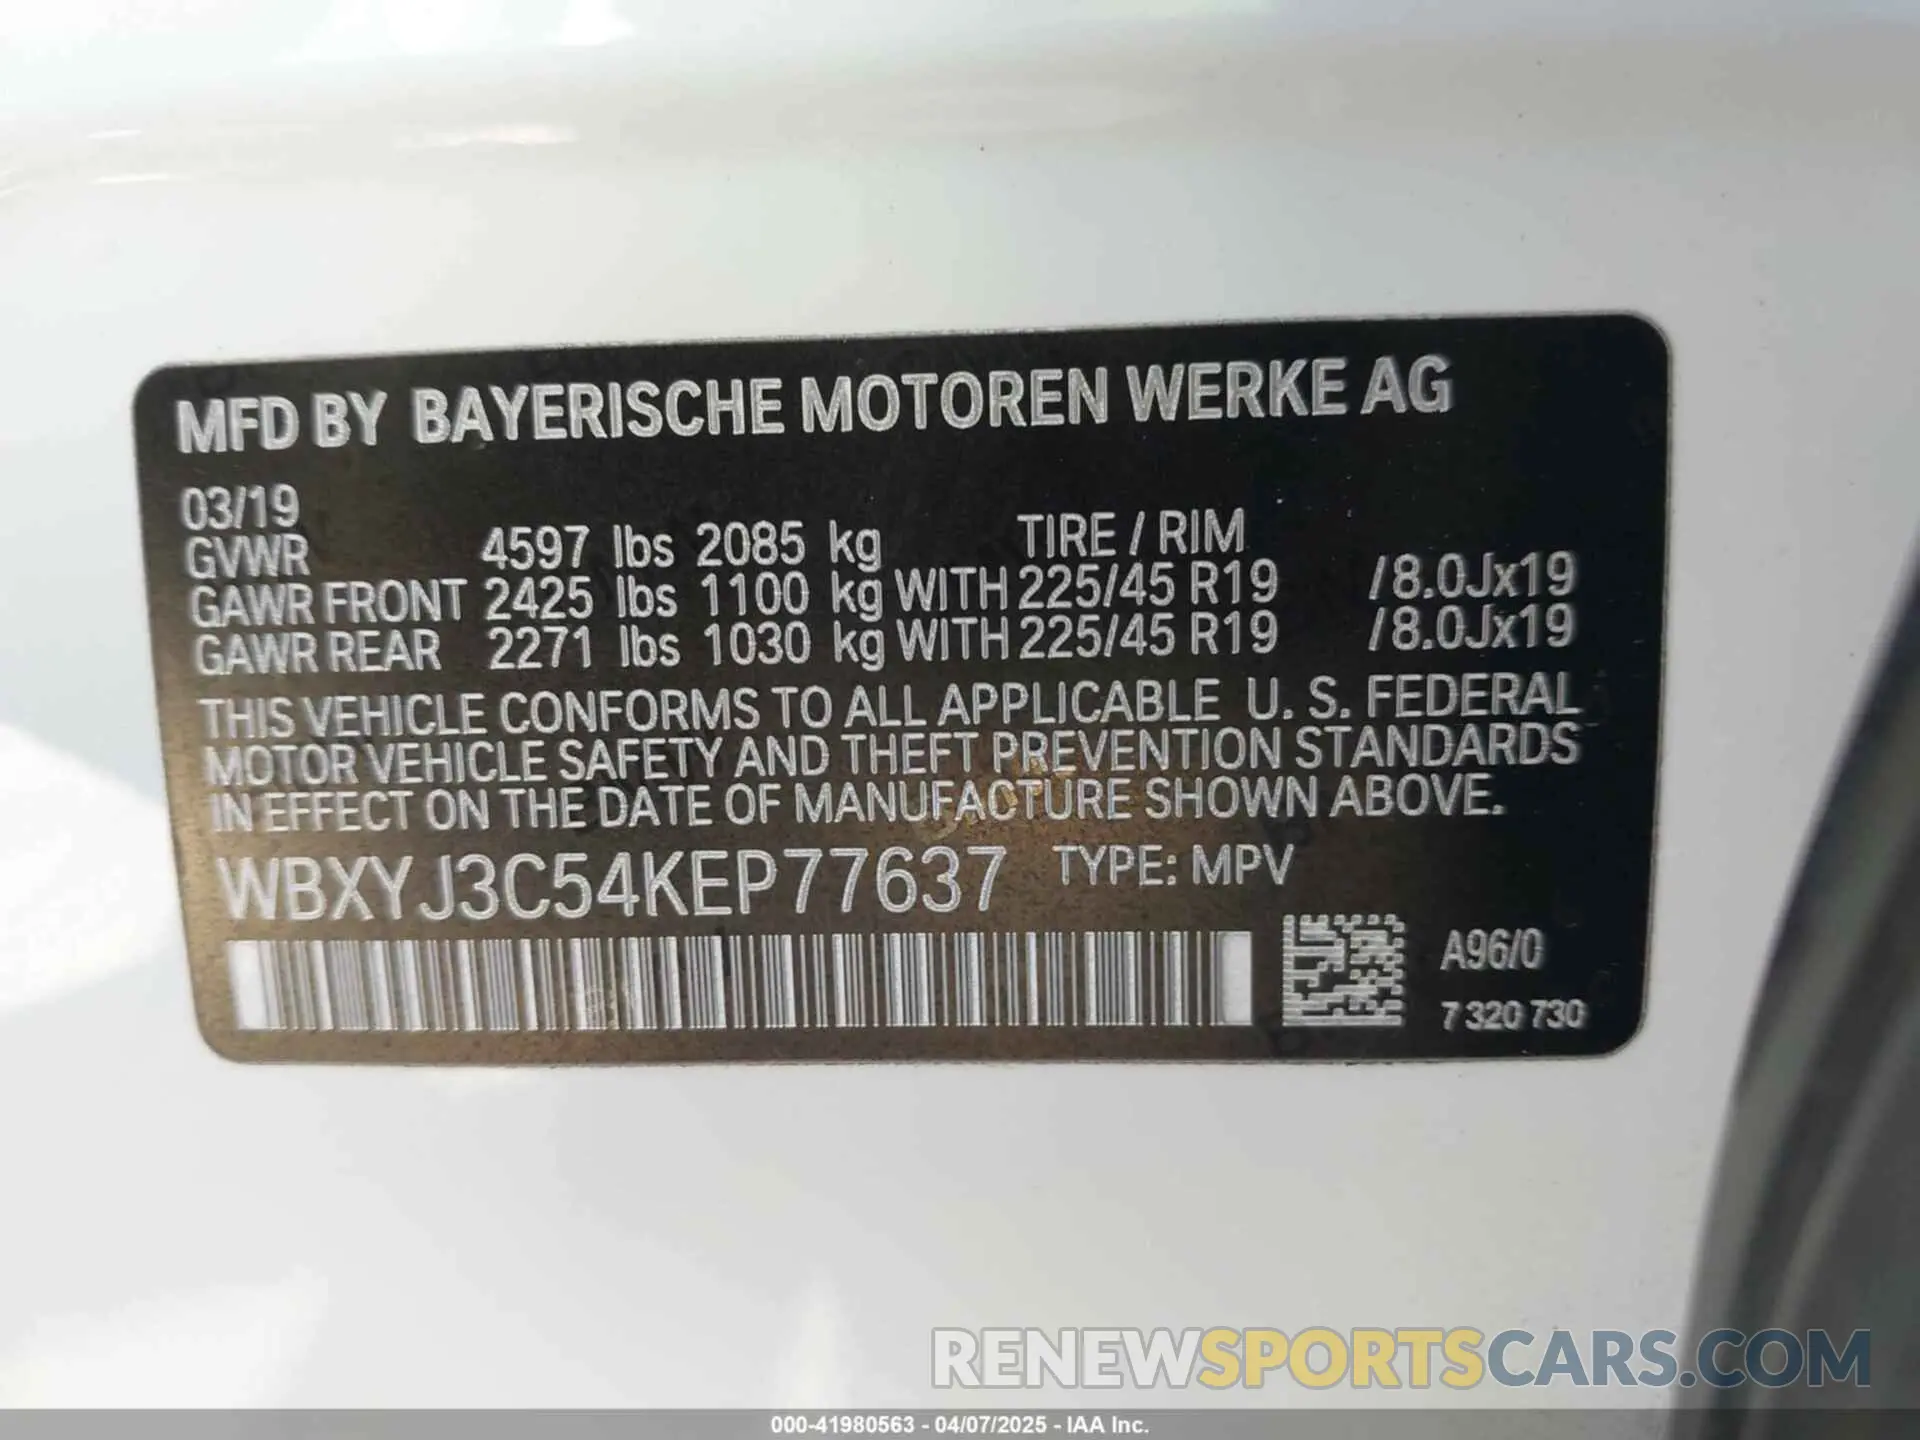 MFD BY BAYERISCHE MOTOREN WERKE AG
03/19
GVWR 4597 lbs 2085 kg TIRE / RIM
GAWR FRONT 2425 lbs 1100 kg WITH 225/45 R19 /8.0Jx19
GAWR REAR 2271 lbs 1030 kg WITH 225/45 R19 /8.0Jx19
THIS VEHICLE CONFORMS TO ALL APPLICABLE U. S. FEDERAL
MOTOR VEHICLE SAFETY AND THEFT PREVENTION STANDARDS
IN EFFECT ON THE DATE OF MANUFACTURE SHOWN ABOVE.
WBXYJ3C54KEP77637 TYPE: MPV
A96/0
7 320 730
RENEWSPORTSCARS.COM
000-41980563 - 04/07/2025 - IAA Inc.